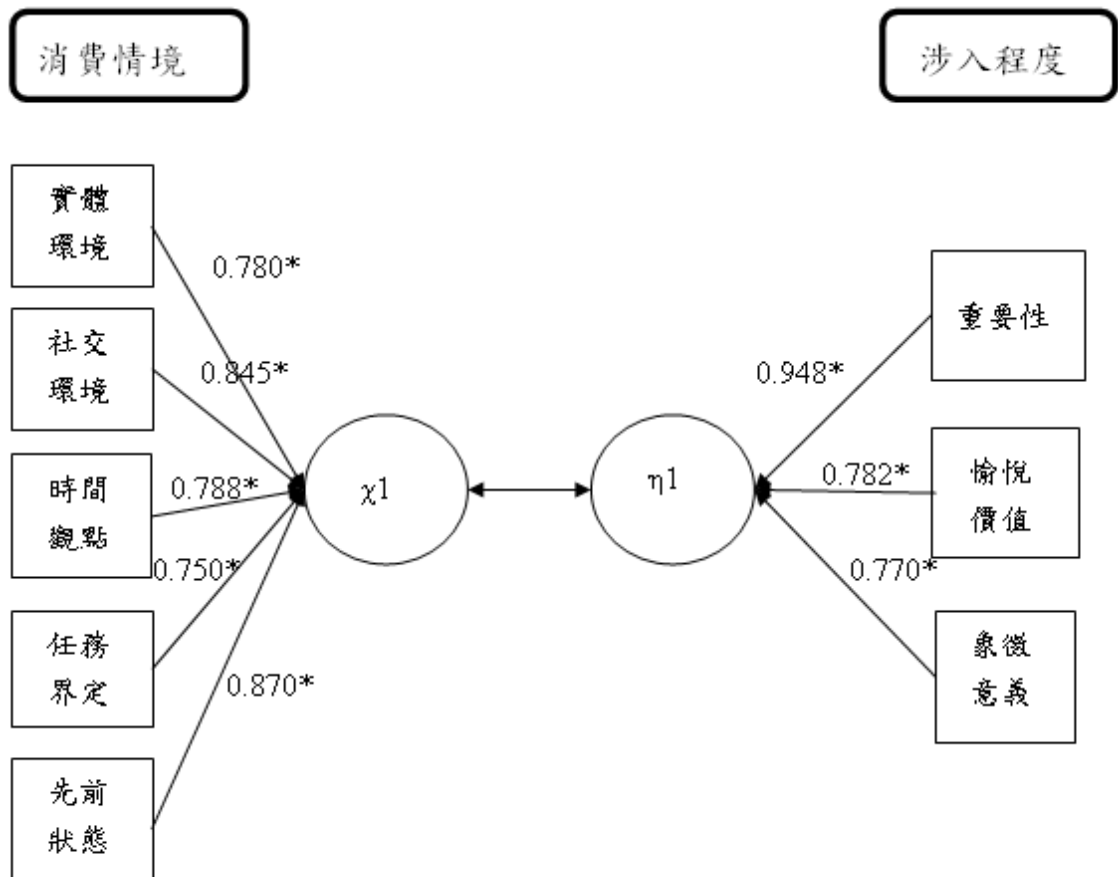 消費情境
涉入程度
實體
環境
0.780*
社交
環境
0.845*
時間
觀點
0.788*
任務
界定
0.750*
先前
狀態
0.870*
χ1
η1
重要性
0.948*
愉悅
價值
0.782*
象徵
意義
0.770*